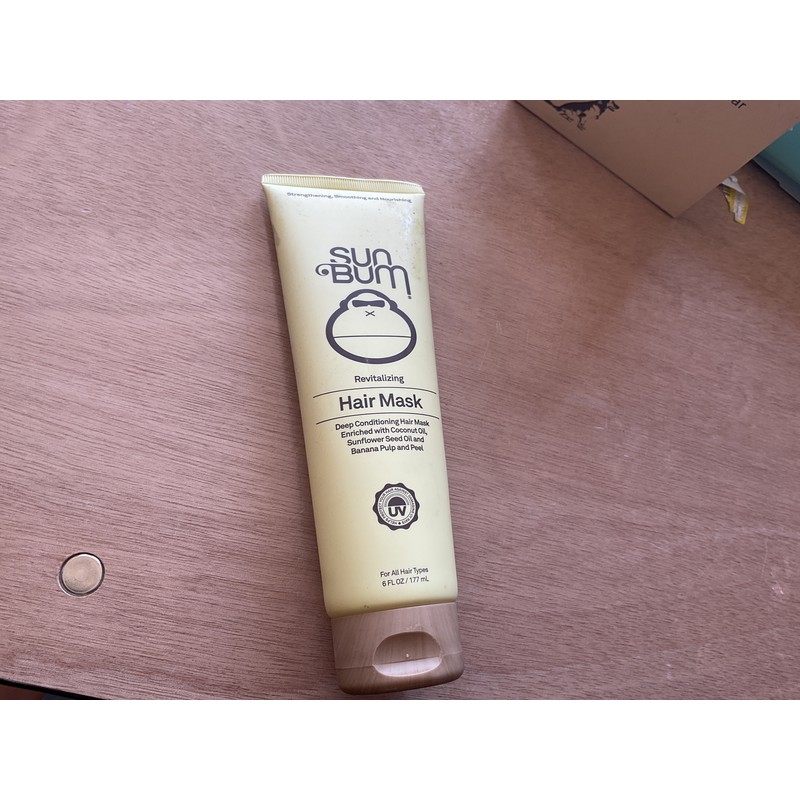 Strengthening, Smoothing and Nourishing
sun
Bum
Revitalizing
Hair Mask
Deep Conditioning Hair Mask
Enriched with Coconut Oil,
Sunflower Seed Oil and
Banana Pulp and Peel
UV
For All Hair Types
6 FL OZ / 177 mL
ar